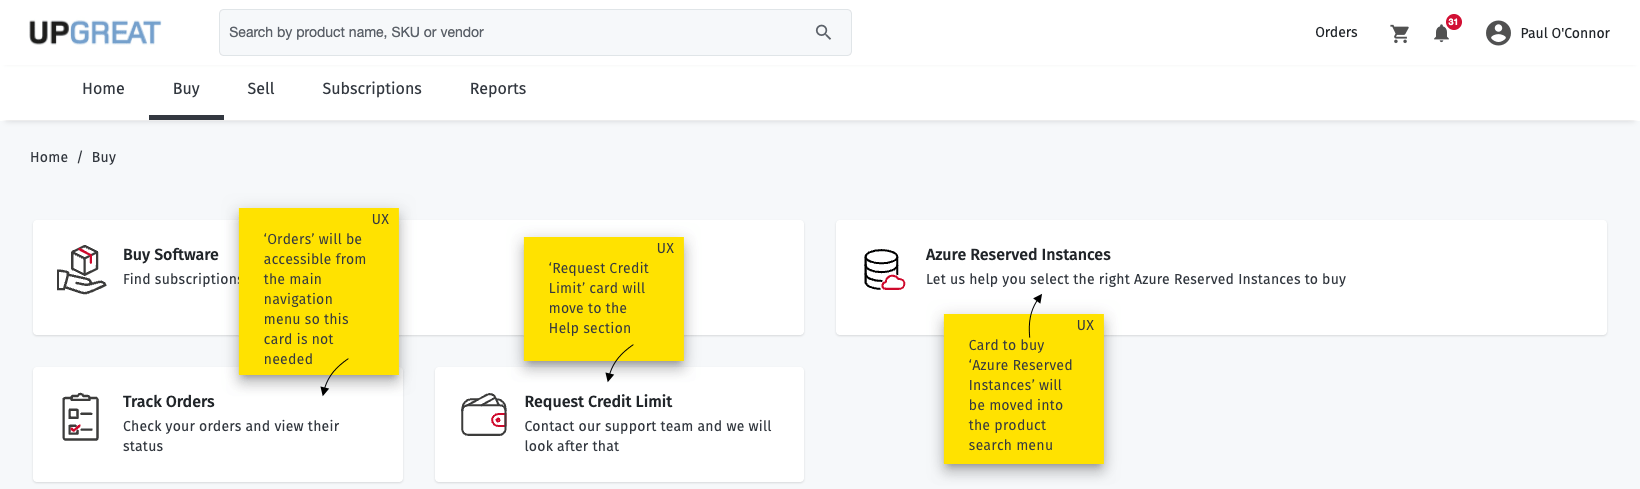 UPGREAT
Search by product name, SKU or vendor
Orders
31
Paul O'Connor
Home
Buy
Sell
Subscriptions
Reports
Home / Buy
Buy Software
Find subscriptions
UX
‘Orders’ will be
accessible from
the main
navigation
menu so this
card is not
needed
UX
‘Request Credit
Limit’ card will
move to the
Help section
Azure Reserved Instances
Let us help you select the right Azure Reserved Instances to buy
UX
Card to buy
‘Azure Reserved
Instances’ will
be moved into
the product
search menu
Track Orders
Check your orders and view their
status
Request Credit Limit
Contact our support team and we will
look after that